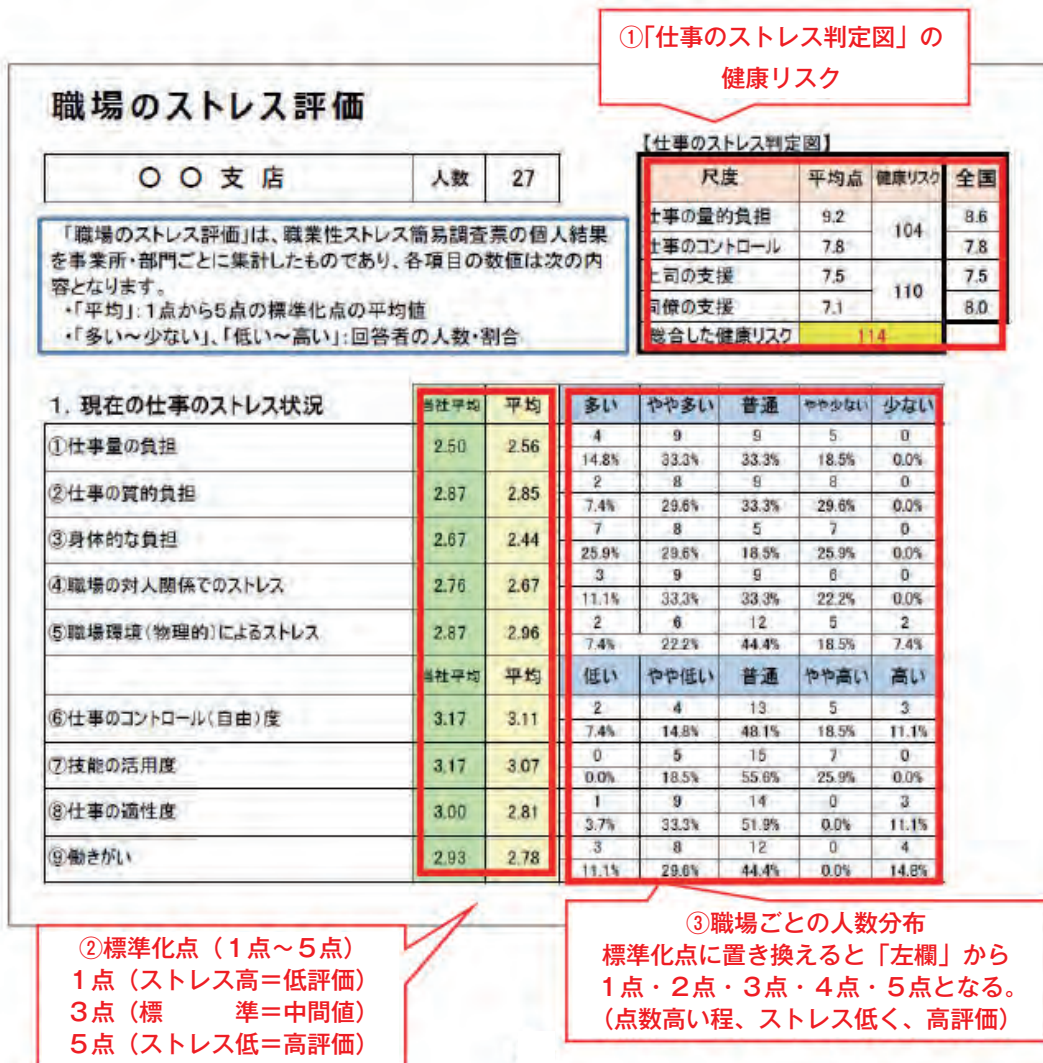 ①「仕事のストレス判定図」の
健康リスク
職場のストレス評価
○○支店 人数 27
「職場のストレス評価」は、職業性ストレス簡易調査票の個人結果
を事業所・部門ごとに集計したものであり、各項目の数値は次の内
容となります。
・「平均」：１点から5点の標準化点の平均値
・「多い～少ない」、「低い～高い」：回答者の人数・割合
【仕事のストレス判定図】
尺度 平均点 健康リスク 全国
仕事の量的負担 9.2 104 8.6
仕事のコントロール 7.8 7.8
上司の支援 7.5 110 7.5
同僚の支援 7.1 8.0
総合した健康リスク 114
1．現在の仕事のストレス状況 当社平均 平均 多い やや多い 普通 やや少ない 少ない
①仕事量の負担 2.50 2.56 4 9 9 5 0
14.8% 33.3% 33.3% 18.5% 0.0%
②仕事の質的負担 2.87 2.85 2 8 9 8 0
7.4% 29.6% 33.3% 29.6% 0.0%
③身体的な負担 2.67 2.44 7 8 5 7 0
25.9% 29.6% 18.5% 25.9% 0.0%
④職場の対人関係でのストレス 2.76 2.67 3 9 9 6 0
11.1% 33.3% 33.3% 22.2% 0.0%
⑤職場環境（物理的）によるストレス 2.87 2.96 2 6 12 5 2
7.4% 22.2% 44.4% 18.5% 7.4%
当社平均 平均 低い やや低い 普通 やや高い 高い
⑥仕事のコントロール（自由）度 3.17 3.11 2 4 13 5 3
7.4% 14.8% 48.1% 18.5% 11.1%
⑦技能の活用度 3.17 3.07 0 5 15 7 0
0.0% 18.5% 55.6% 25.9% 0.0%
⑧仕事の適性度 3.00 2.81 1 9 14 0 3
3.7% 33.3% 51.9% 0.0% 11.1%
⑨働きがい 2.93 2.78 3 8 12 0 4
11.1% 29.6% 44.4% 0.0% 14.8%
②標準化点（１点～５点）
１点（ストレス高＝低評価）
３点（標　　準＝中間値）
５点（ストレス低＝高評価）
③職場ごとの人数分布
標準化点に置き換えると「左欄」から
１点・２点・３点・４点・５点となる。
（点数高い程、ストレス低く、高評価）